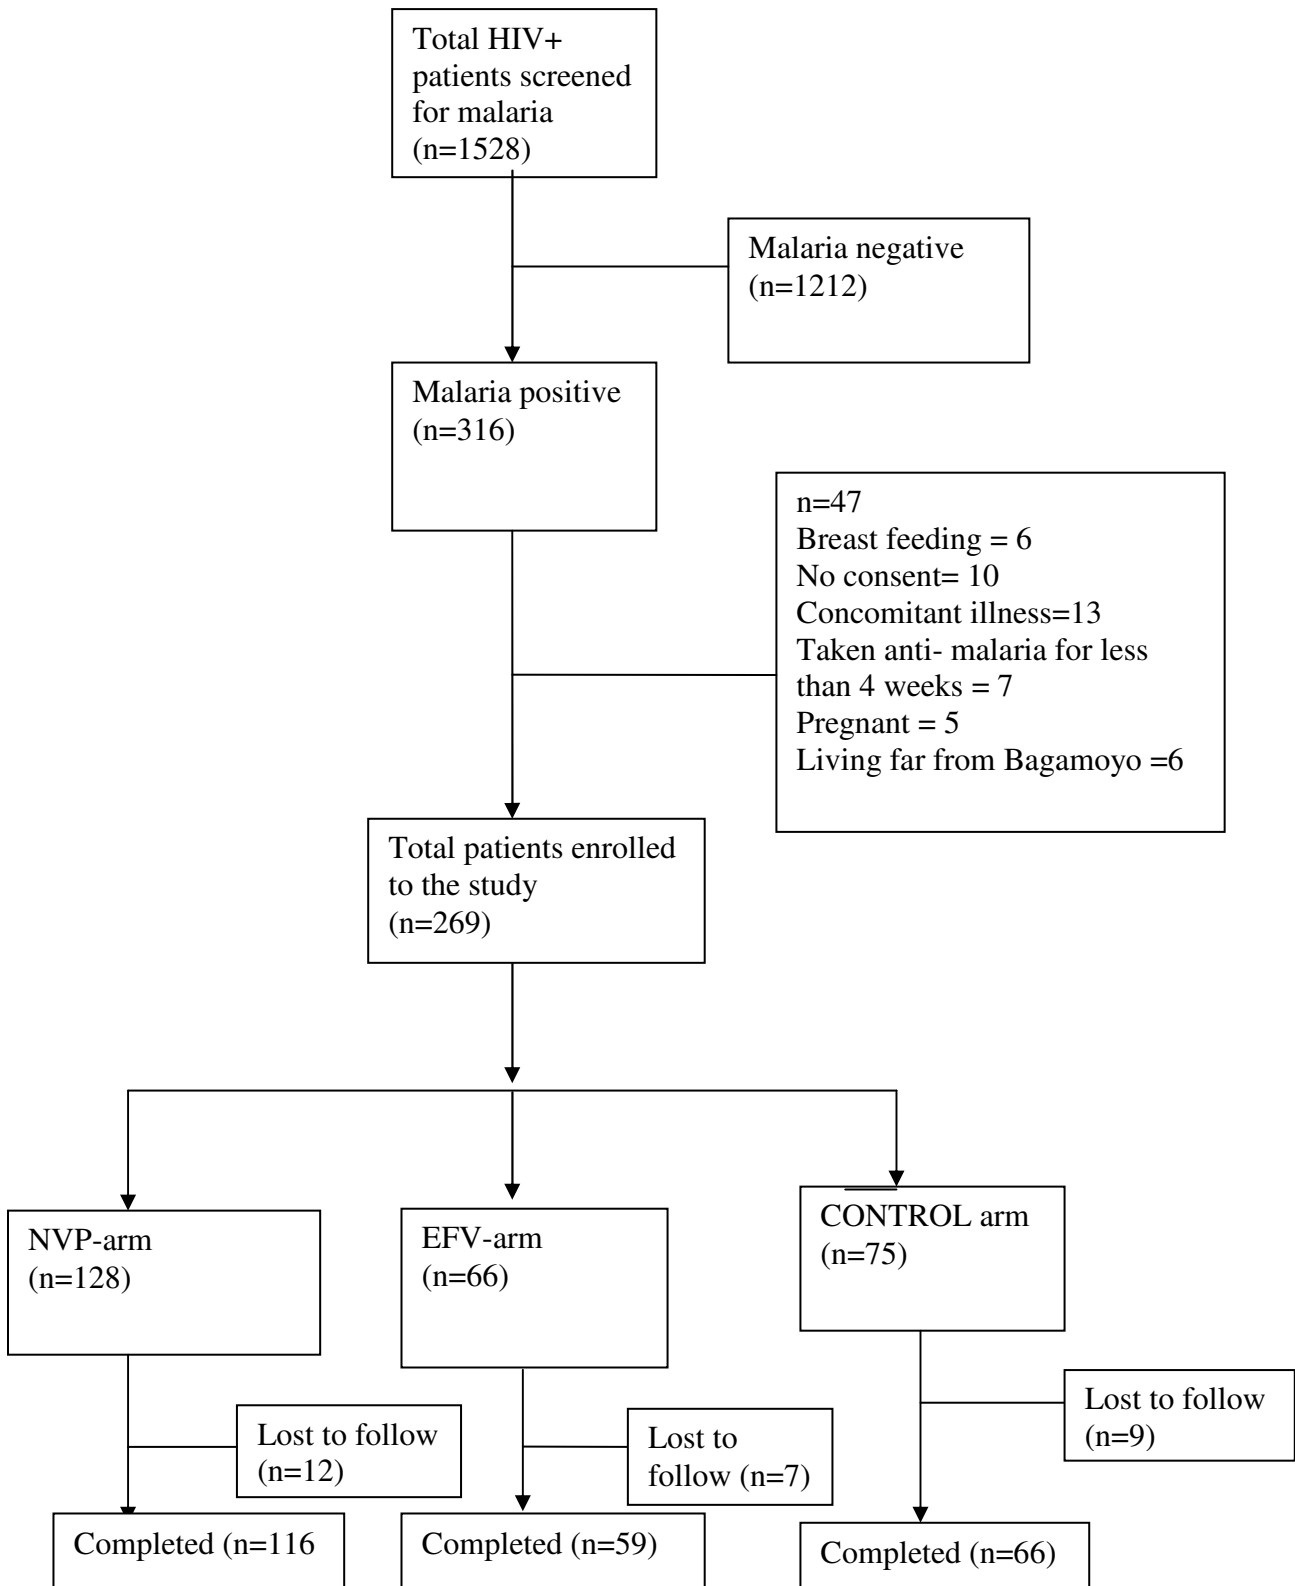 Total HIV+
patients screened
for malaria
(n=1528)
Malaria negative
(n=1212)
Malaria positive
(n=316)
n=47
Breast feeding = 6
No consent= 10
Concomitant illness=13
Taken anti- malaria for less
than 4 weeks = 7
Pregnant = 5
Living far from Bagamoyo =6
Total patients enrolled
to the study
(n=269)
NVP-arm
(n=128)
EFV-arm
(n=66)
CONTROL arm
(n=75)
Lost to follow
(n=12)
Lost to
follow (n=7)
Lost to follow
(n=9)
Completed (n=116
Completed (n=59)
Completed (n=66)